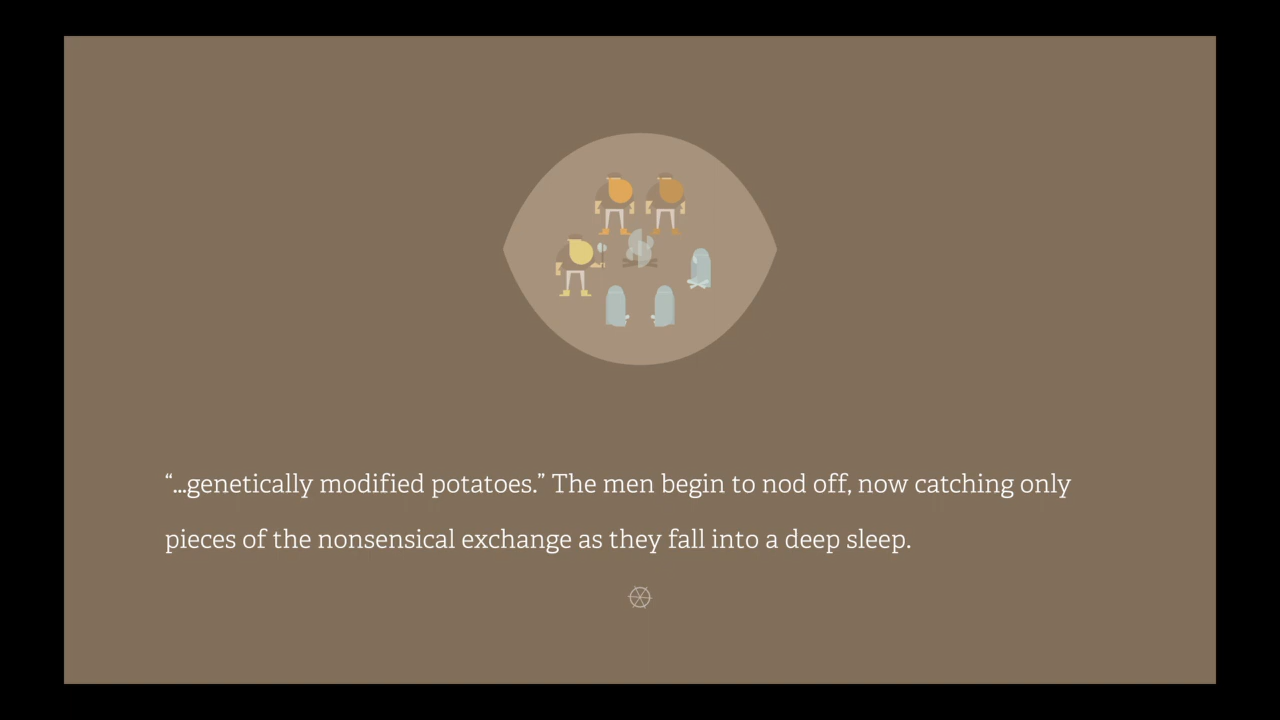 “...genetically modified potatoes.” The men begin to nod off, now catching only
pieces of the nonsensical exchange as they fall into a deep sleep.